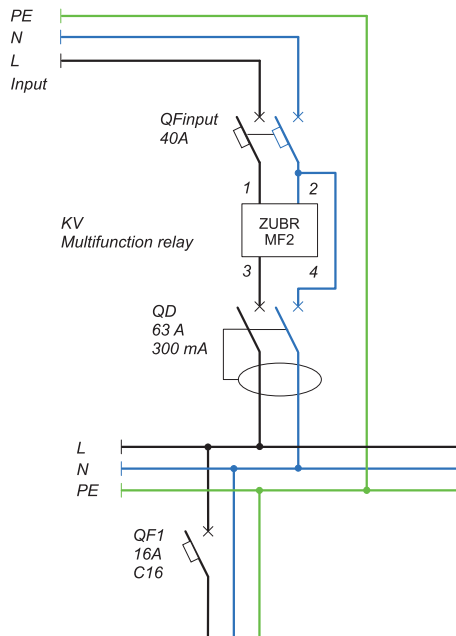 PE
N
L
Input
QFinput
40A
1
2
KV
Multifunction relay
ZUBR
MF2
3
4
QD
63 A
300 mA
L
N
PE
QF1
16A
C16